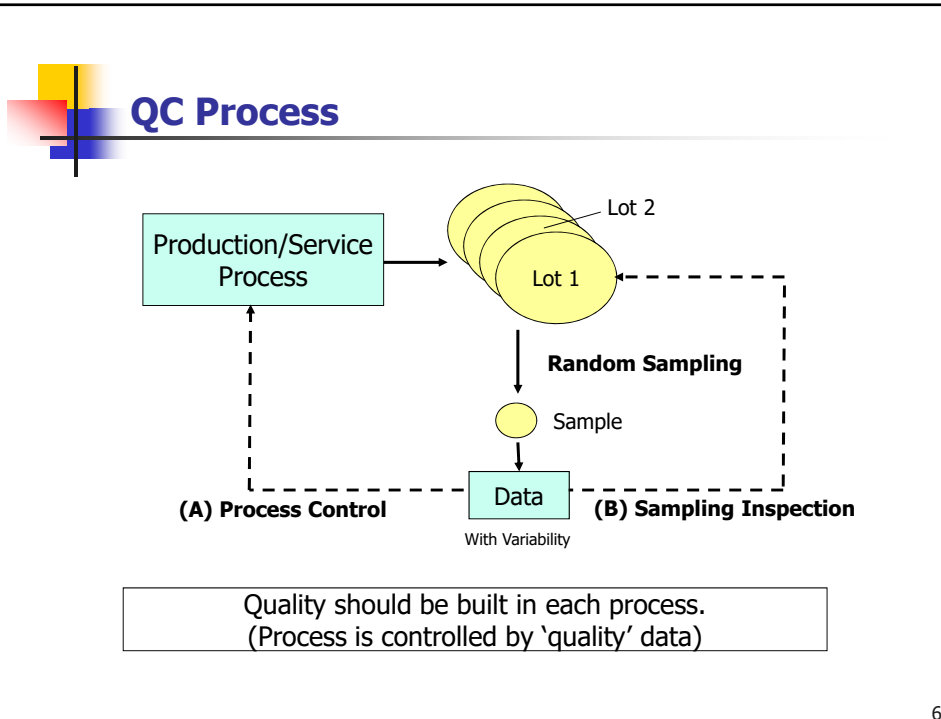 QC Process
Production/Service
Process
Lot 2
Lot 1
Random Sampling
Sample
Data
(A) Process Control
(B) Sampling Inspection
With Variability
Quality should be built in each process.
(Process is controlled by ‘quality’ data)
6